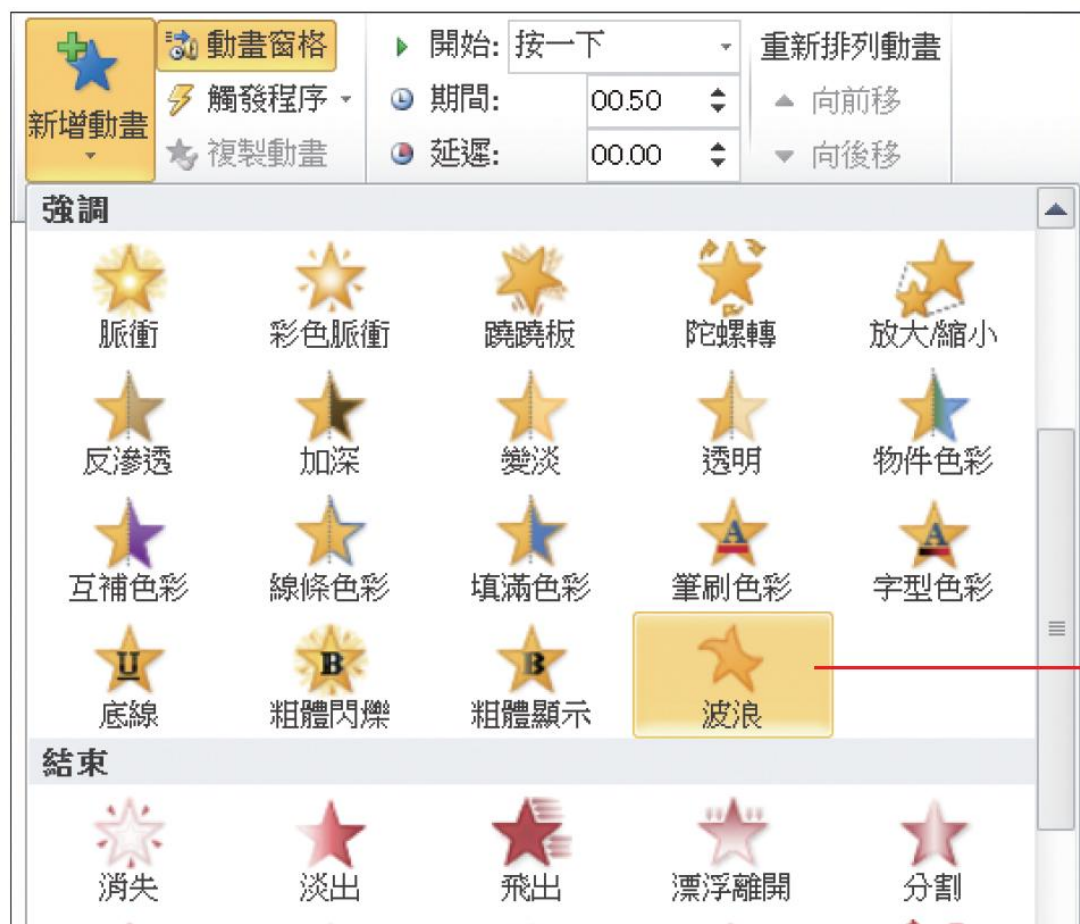 新增動畫
動畫窗格
觸發程序
複製動畫
開始: 按一下
期間: 00.50
延遲: 00.00
重新排列動畫
向前移
向後移
強調
脈衝 彩色脈衝 蹺蹺板 陀螺轉 放大/縮小
反滲透 加深 變淡 透明 物件色彩
互補色彩 線條色彩 填滿色彩 筆刷色彩 字型色彩
U B B A A
底線 粗體閃爍 粗體顯示 波浪
結束
消失 淡出 飛出 漂浮離開 分割